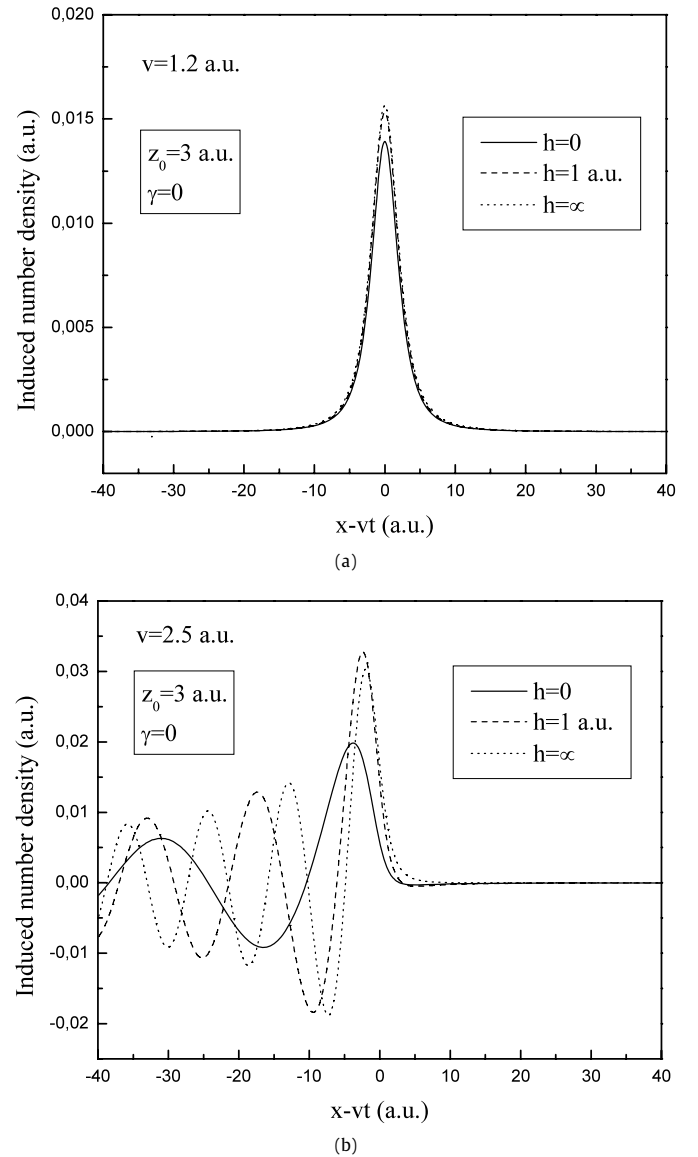 0,020
v=1.2 a.u.
0,015
z₀=3 a.u.
γ=0
h=0
h=1 a.u.
h=∞
0,010
0,005
0,000
Induced number density (a.u.)
-40 -30 -20 -10 0 10 20 30 40
x-vt (a.u.)
(a)
0,04
v=2.5 a.u.
0,03
z₀=3 a.u.
γ=0
h=0
h=1 a.u.
h=∞
0,02
0,01
0,00
-0,01
-0,02
Induced number density (a.u.)
-40 -30 -20 -10 0 10 20 30 40
x-vt (a.u.)
(b)